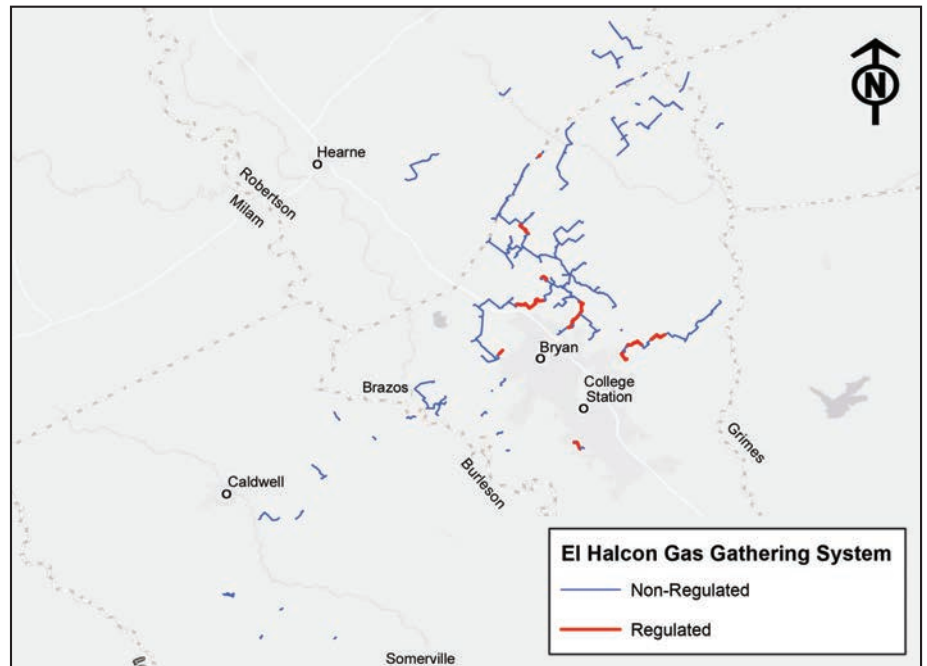 N
Hearne
Robertson
Milam
Bryan
College
Station
Brazos
Grimes
Burleson
Caldwell
El Halcon Gas Gathering System
Non-Regulated
Regulated
Somerville